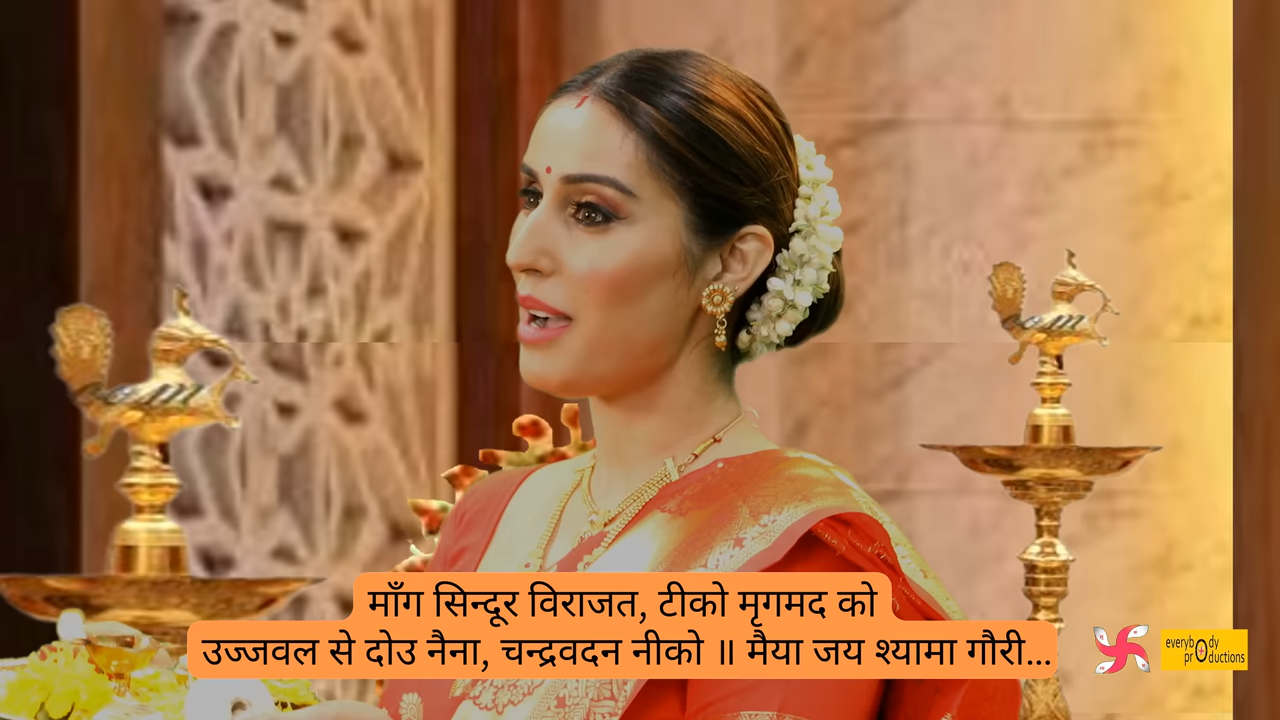 माँग सिन्दूर विराजत, टीको मृगमद को
उज्जवल से दोउ नैना, चन्द्रवदन नीको ॥ मैया जय श्यामा गौरी...
everybody
productions